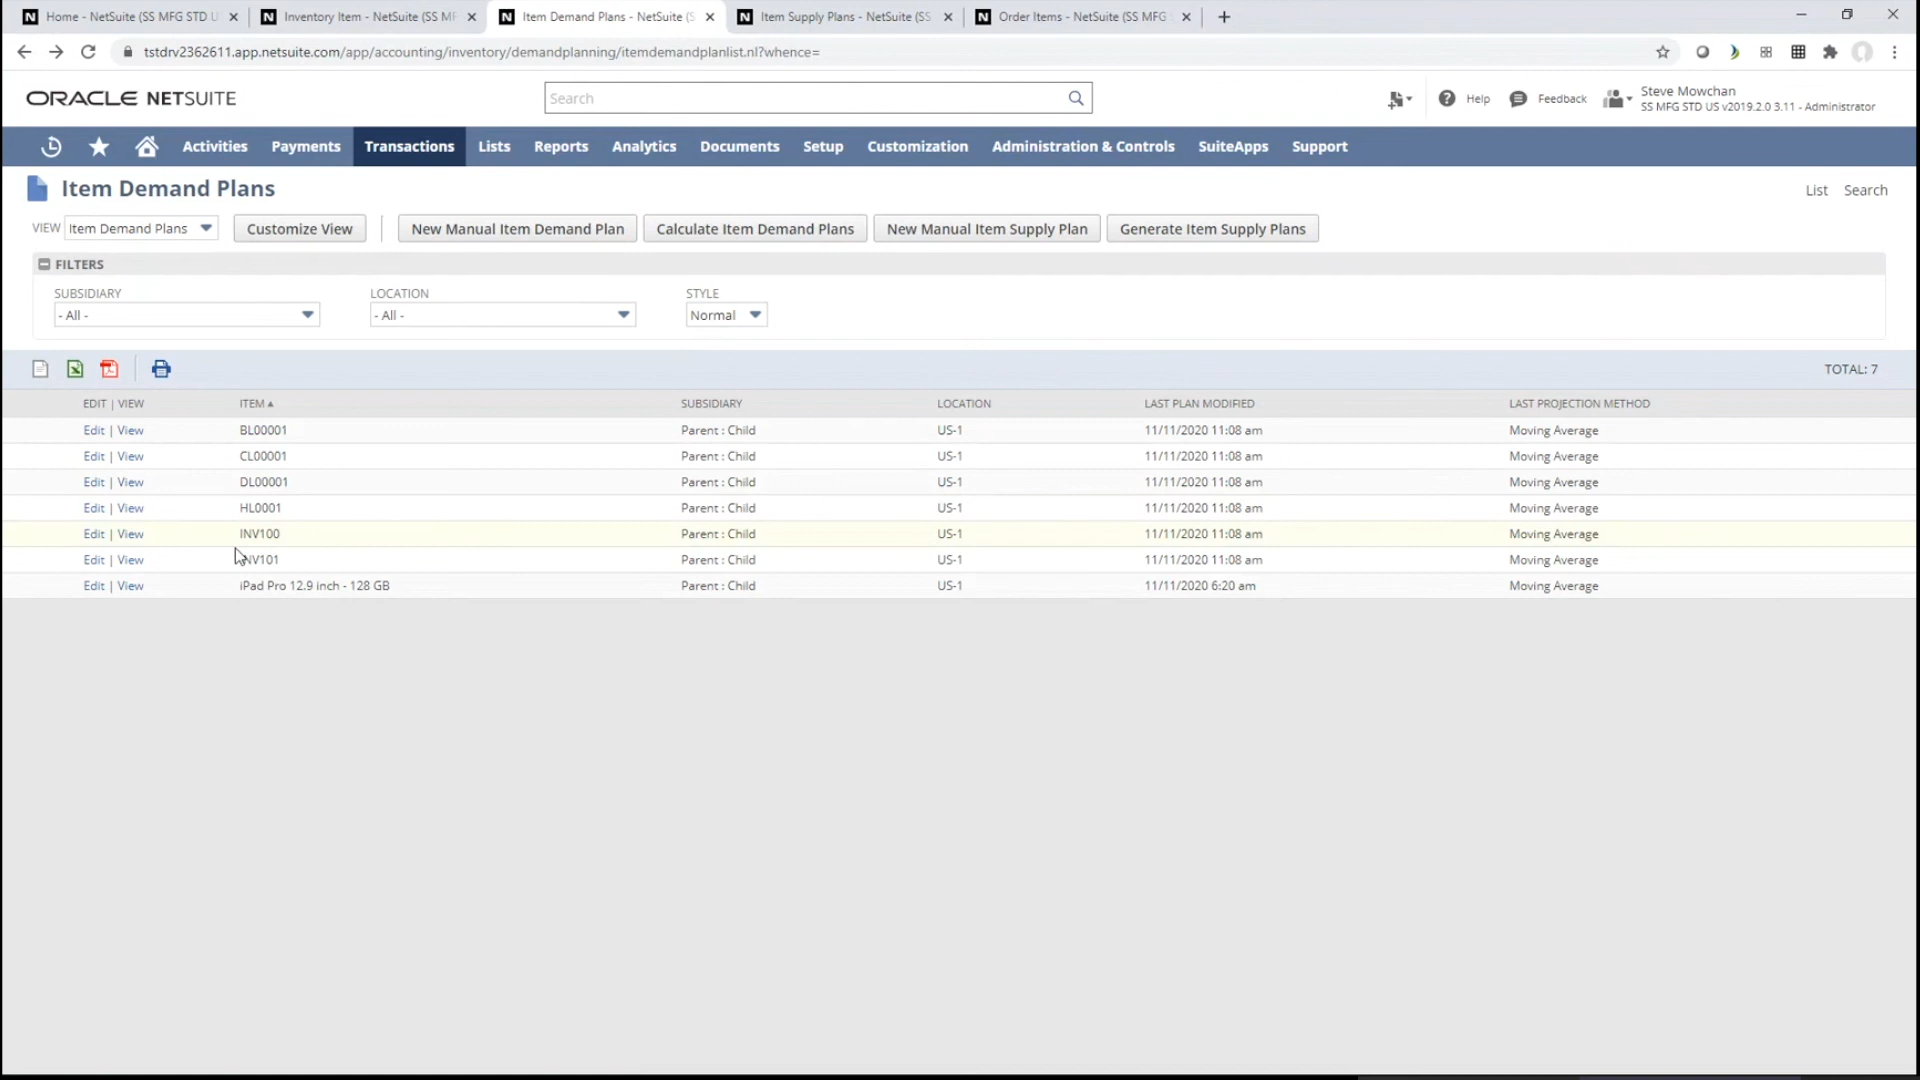 Home - NetSuite (SS MFG STD U
Inventory Item - NetSuite (SS MF
Item Demand Plans - NetSuite (S
Item Supply Plans - NetSuite (SS
Order Items - NetSuite (SS MFG
tstdrv2362611.app.netsuite.com/app/accounting/inventory/demandplanning/itemdemandplanlist.nl?whence=
ORACLE NETSUITE
Search
Help
Feedback
Steve Mowchan
SS MFG STD US v2019.2.0 3.11 - Administrator
Activities Payments Transactions Lists Reports Analytics Documents Setup Customization Administration & Controls SuiteApps Support
Item Demand Plans
List Search
VIEW Item Demand Plans Customize View New Manual Item Demand Plan Calculate Item Demand Plans New Manual Item Supply Plan Generate Item Supply Plans
FILTERS
SUBSIDIARY LOCATION STYLE
- All - - All - Normal
TOTAL: 7
EDIT | VIEW ITEM SUBSIDIARY LOCATION LAST PLAN MODIFIED LAST PROJECTION METHOD
Edit | View BL00001 Parent : Child US-1 11/11/2020 11:08 am Moving Average
Edit | View CL00001 Parent : Child US-1 11/11/2020 11:08 am Moving Average
Edit | View DL00001 Parent : Child US-1 11/11/2020 11:08 am Moving Average
Edit | View HL0001 Parent : Child US-1 11/11/2020 11:08 am Moving Average
Edit | View INV100 Parent : Child US-1 11/11/2020 11:08 am Moving Average
Edit | View INV101 Parent : Child US-1 11/11/2020 11:08 am Moving Average
Edit | View iPad Pro 12.9 inch - 128 GB Parent : Child US-1 11/11/2020 6:20 am Moving Average